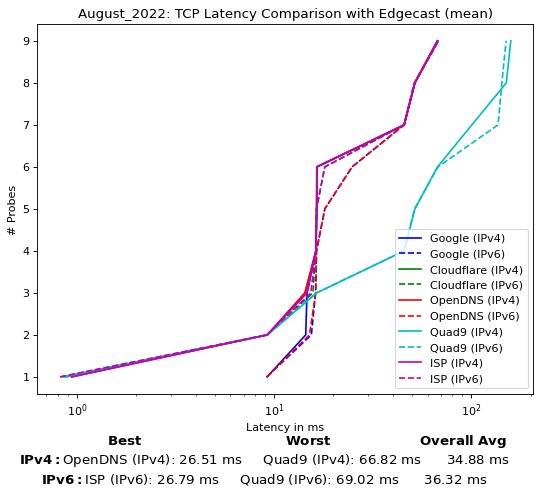 August_2022: TCP Latency Comparison with Edgecast (mean)
9
8
7
6
5
4
3
2
1
# Probes
Google (IPv4)
Google (IPv6)
Cloudflare (IPv4)
Cloudflare (IPv6)
OpenDNS (IPv4)
OpenDNS (IPv6)
Quad9 (IPv4)
Quad9 (IPv6)
ISP (IPv4)
ISP (IPv6)
10⁰ 10¹ 10²
Latency in ms
Best Worst Overall Avg
IPv4: OpenDNS (IPv4): 26.51 ms Quad9 (IPv4): 66.82 ms 34.88 ms
IPv6: ISP (IPv6): 26.79 ms Quad9 (IPv6): 69.02 ms 36.32 ms